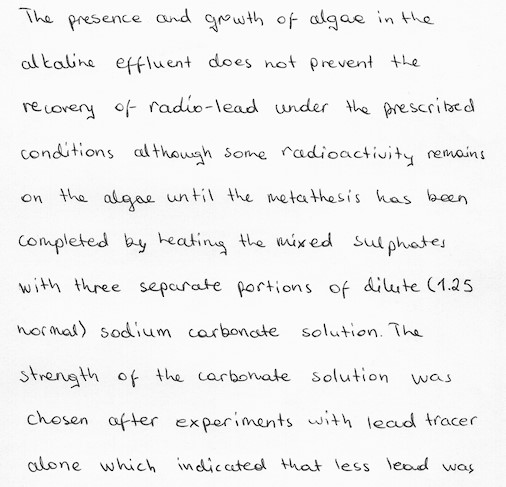 The presence and growth of algae in the
alkaline effluent does not prevent the
recovery of radio-lead under the prescribed
conditions although some radioactivity remains
on the algae until the metathesis has been
completed by heating the mixed sulphates
with three separate portions of dilute (1.25
normal) sodium carbonate solution. The
strength of the carbonate solution was
chosen after experiments with lead tracer
alone which indicated that less lead was